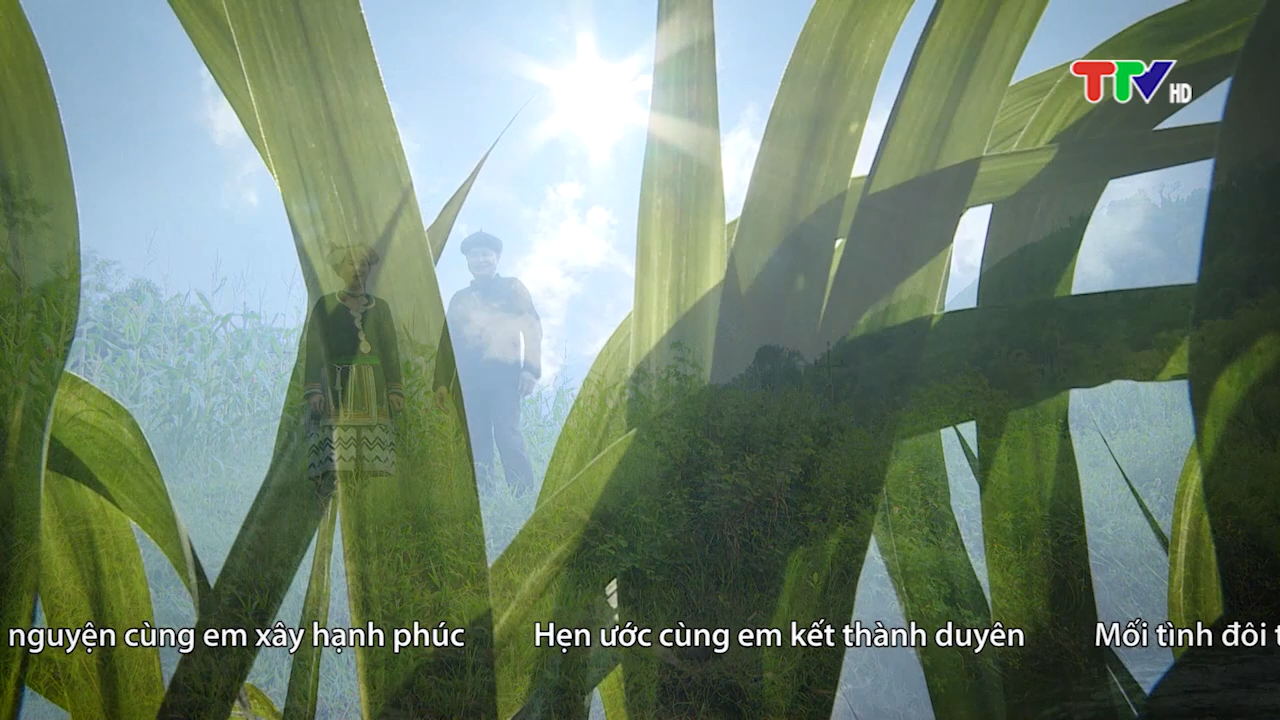 TTV HD
nguyện cùng em xây hạnh phúc Hẹn ước cùng em kết thành duyên Mối tình đôi